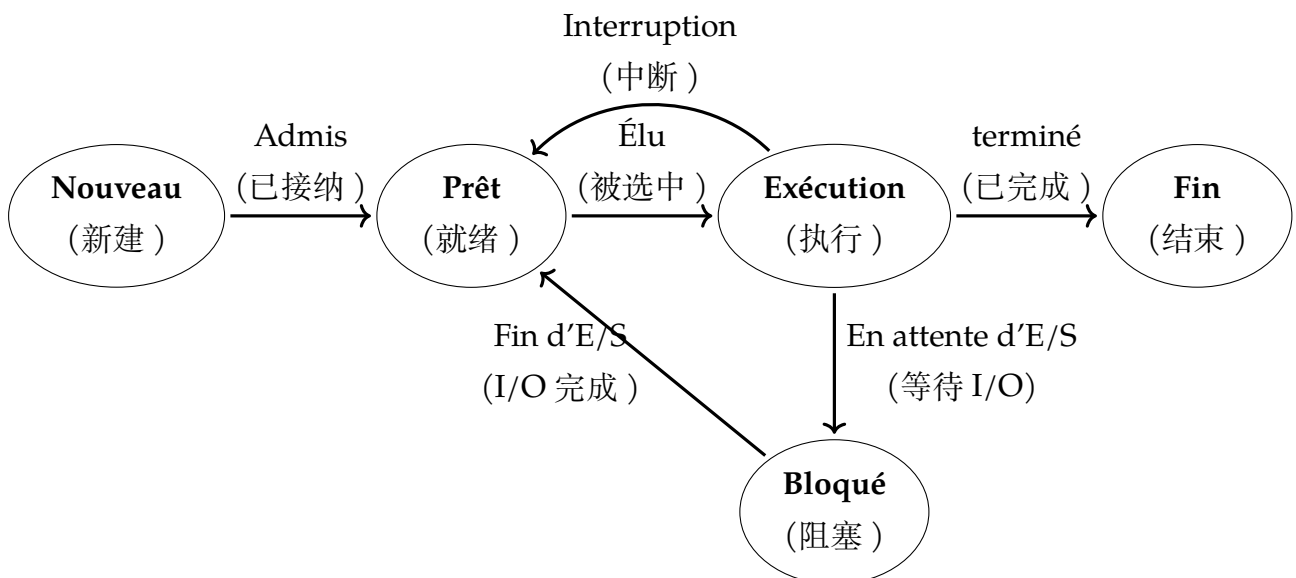 Interruption
(中断)
Admis
(已接纳)
Élu
(被选中)
terminé
(已完成)
Nouveau
(新建)
Prêt
(就绪)
Exécution
(执行)
Fin
(结束)
Fin d'E/S
(I/O 完成)
En attente d'E/S
(等待 I/O)
Bloqué
(阻塞)